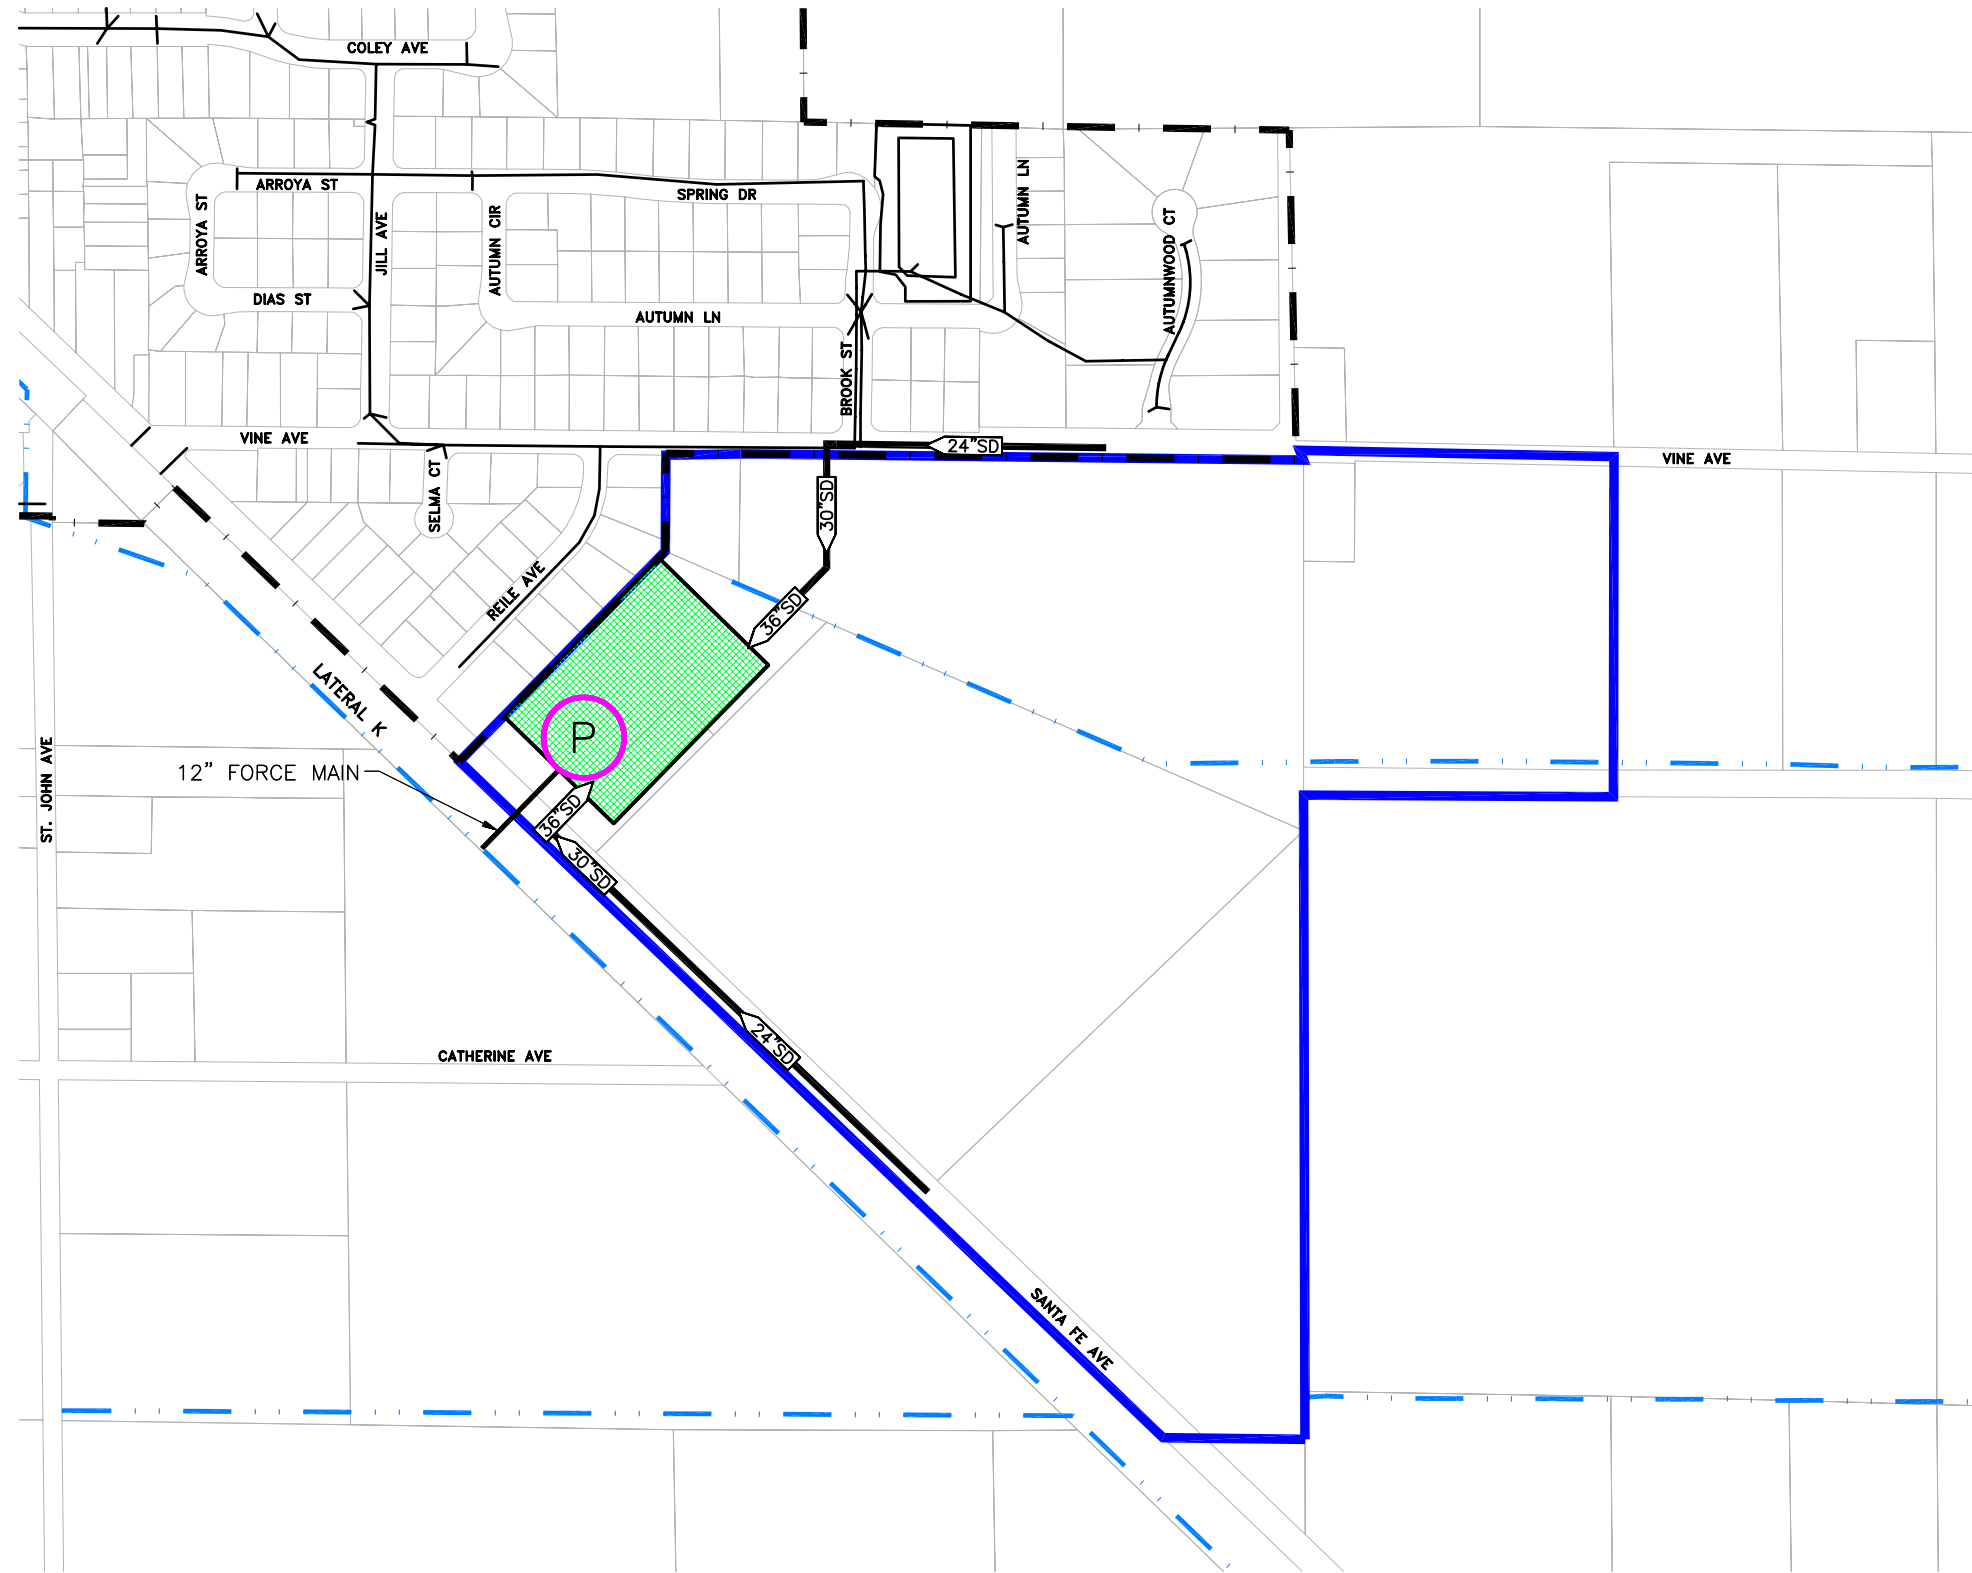 COLEY AVE
ARROYA ST
SPRING DR
AUTUMN LN
ARROYA ST
JILL AVE
AUTUMN CIR
AUTUMNWOOD CT
DIAS ST
AUTUMN LN
BROOK ST
VINE AVE
24"SD
VINE AVE
SELMA CT
30"SD
REILE AVE
36"SD
LATERAL K
P
ST. JOHN AVE
12" FORCE MAIN
36"SD
30"SD
24"SD
CATHERINE AVE
SANTA FE AVE